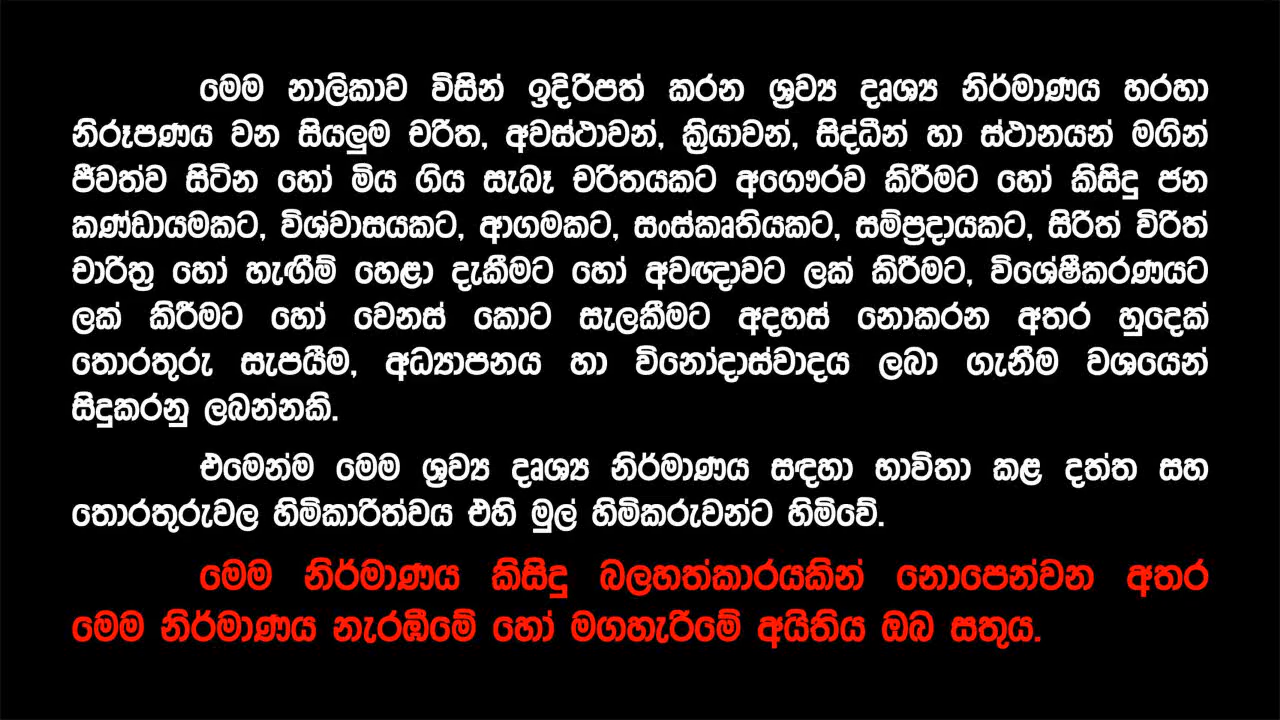 මෙම නාලිකාව විසින් ඉදිරිපත් කරන ශ්‍රව්‍ය දෘශ්‍ය නිර්මාණය හරහා
නිරූපණය වන සියලුම චරිත, අවස්ථාවන්, ක්‍රියාවන්, සිද්ධීන් හා ස්ථානයන් මගින්
ජීවත්ව සිටින හෝ මිය ගිය සැබෑ චරිතයකට අගෞරව කිරීමට හෝ කිසිදු ජන
කණ්ඩායමකට, විශ්වාසයකට, ආගමකට, සංස්කෘතියකට, සම්ප්‍රදායකට, සිරිත් විරිත්
චාරිත්‍ර හෝ හැඟීම් හෙළා දැකීමට හෝ අවඥාවට ලක් කිරීමට, විශේෂීකරණයට
ලක් කිරීමට හෝ වෙනස් කොට සැලකීමට අදහස් නොකරන අතර හුදෙක්
තොරතුරු සැපයීම, අධ්‍යාපනය හා විනෝදාස්වාදය ලබා ගැනීම වශයෙන්
සිදුකරනු ලබන්නකි.
එමෙන්ම මෙම ශ්‍රව්‍ය දෘශ්‍ය නිර්මාණය සඳහා භාවිතා කළ දත්ත සහ
තොරතුරුවල හිමිකාරීත්වය එහි මුල් හිමිකරුවන්ට හිමිවේ.
මෙම නිර්මාණය කිසිදු බලහත්කාරයකින් නොපෙන්වන අතර
මෙම නිර්මාණය නැරඹීමේ හෝ මගහැරීමේ අයිතිය ඔබ සතුය.